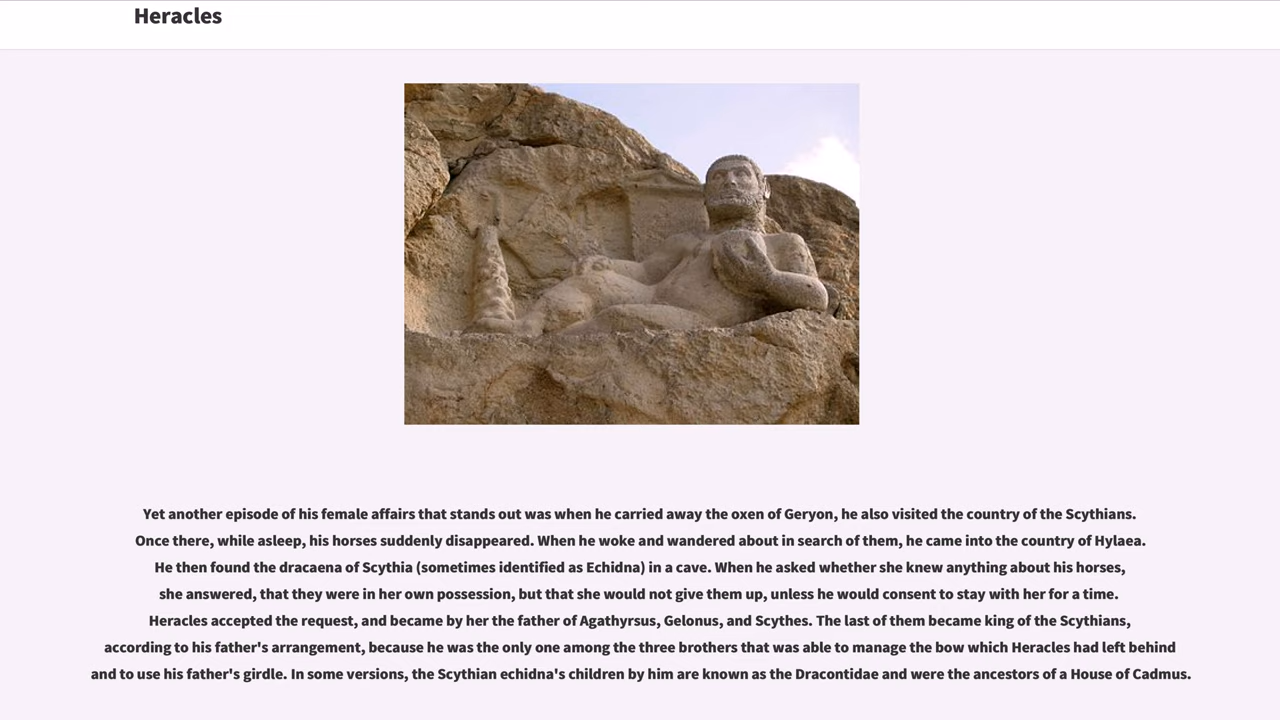 Heracles
Yet another episode of his female affairs that stands out was when he carried away the oxen of Geryon, he also visited the country of the Scythians.
Once there, while asleep, his horses suddenly disappeared. When he woke and wandered about in search of them, he came into the country of Hylaea.
He then found the dracaena of Scythia (sometimes identified as Echidna) in a cave. When he asked whether she knew anything about his horses,
she answered, that they were in her own possession, but that she would not give them up, unless he would consent to stay with her for a time.
Heracles accepted the request, and became by her the father of Agathyrsus, Gelonus, and Scythes. The last of them became king of the Scythians,
according to his father's arrangement, because he was the only one among the three brothers that was able to manage the bow which Heracles had left behind
and to use his father's girdle. In some versions, the Scythian echidna's children by him are known as the Dracontidae and were the ancestors of a House of Cadmus.